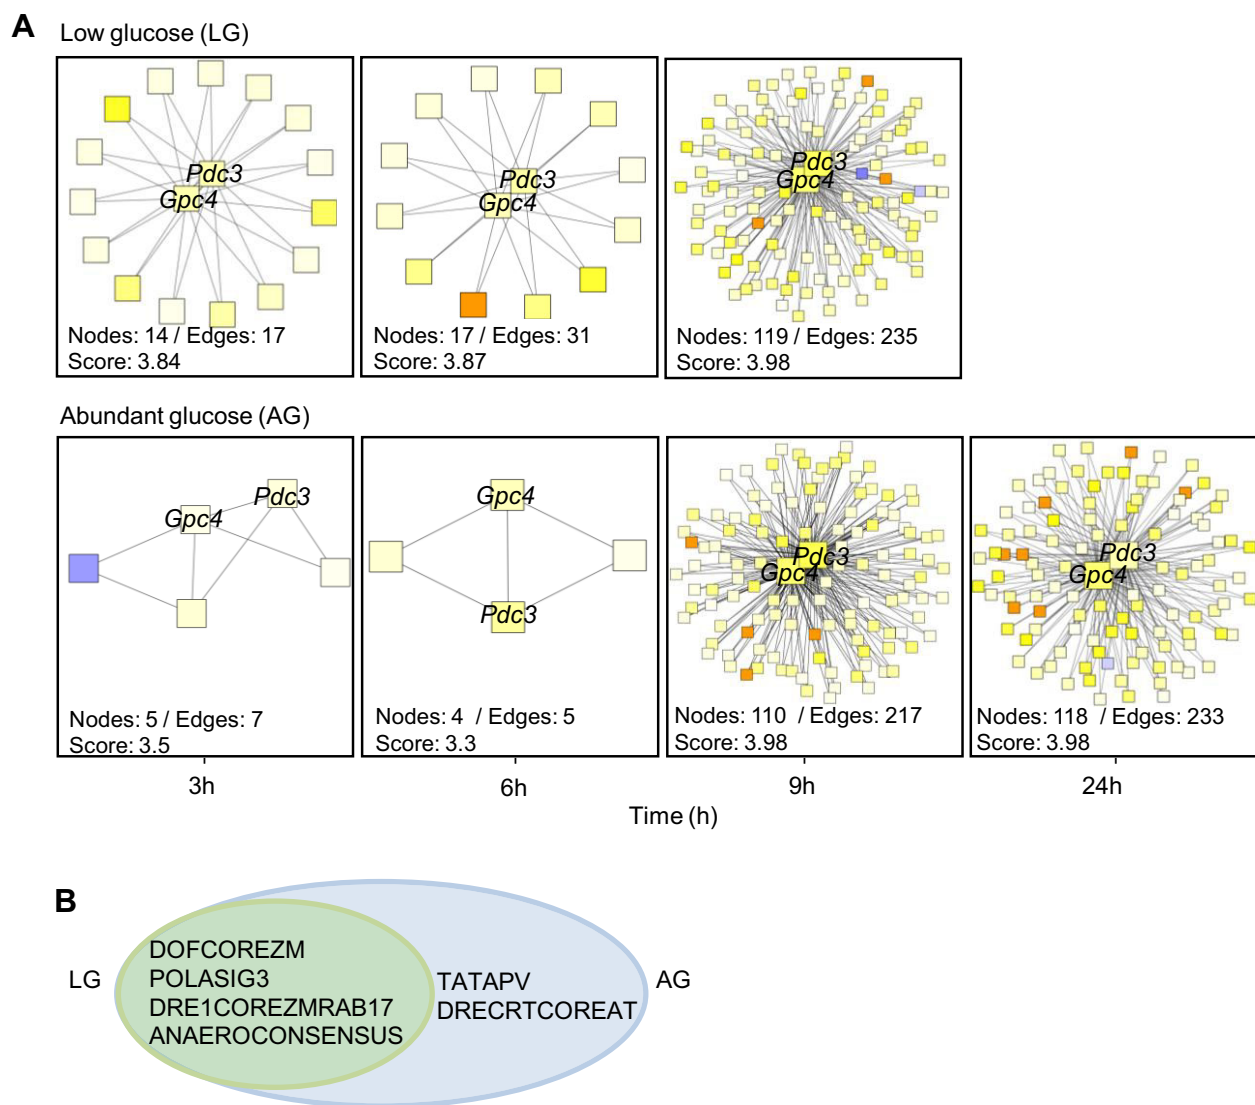 A
Low glucose (LG)
Pdc3
Gpc4
Nodes: 14 / Edges: 17
Score: 3.84
Pdc3
Gpc4
Nodes: 17 / Edges: 31
Score: 3.87
Pdc3
Gpc4
Nodes: 119 / Edges: 235
Score: 3.98
Abundant glucose (AG)
Pdc3
Gpc4
Nodes: 5 / Edges: 7
Score: 3.5
Gpc4
Pdc3
Nodes: 4 / Edges: 5
Score: 3.3
Pdc3
Gpc4
Nodes: 110 / Edges: 217
Score: 3.98
Pdc3
Gpc4
Nodes: 118 / Edges: 233
Score: 3.98
3h
6h
9h
24h
Time (h)
B
LG
DOFCOREZM
POLASIG3
DRE1COREZMRAB17
ANAEROCONSENSUS
TATAPV
DRECRTCOREAT
AG